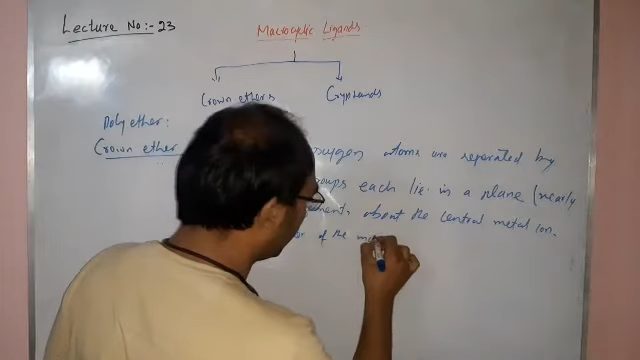 Lecture No:- 23
Macrocyclic Ligands
Crown ethers Cryptands
Poly ether:
Crown ether oxygen atoms are separated by
groups each lie in a plane (nearly
about the central metal ion.
of the